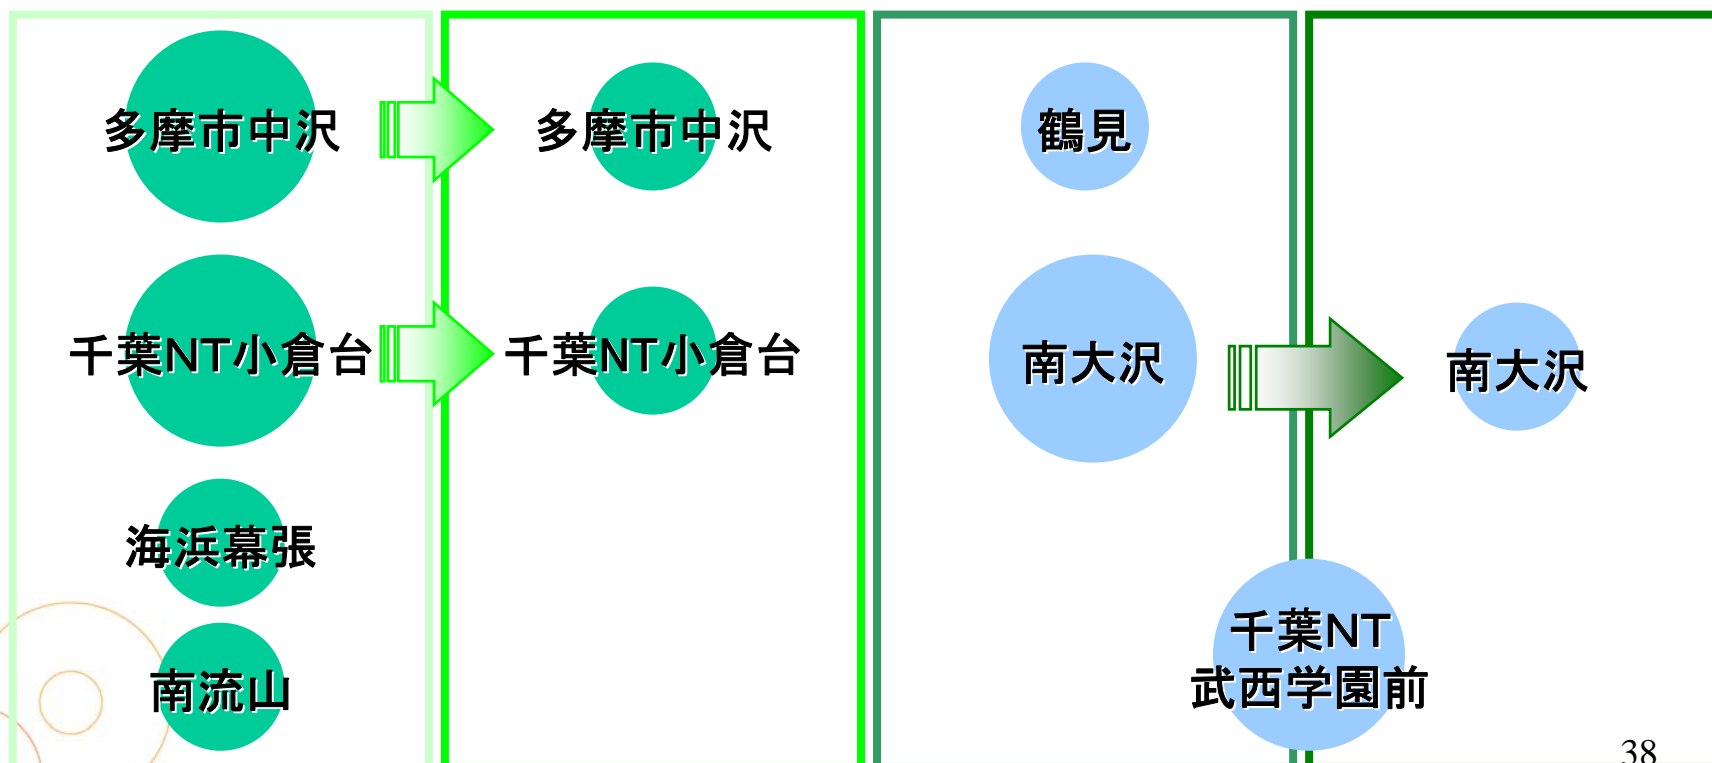 多摩市中沢
千葉NT小倉台
海浜幕張
南流山
多摩市中沢
千葉NT小倉台
鶴見
南大沢
千葉NT
武西学園前
南大沢
38